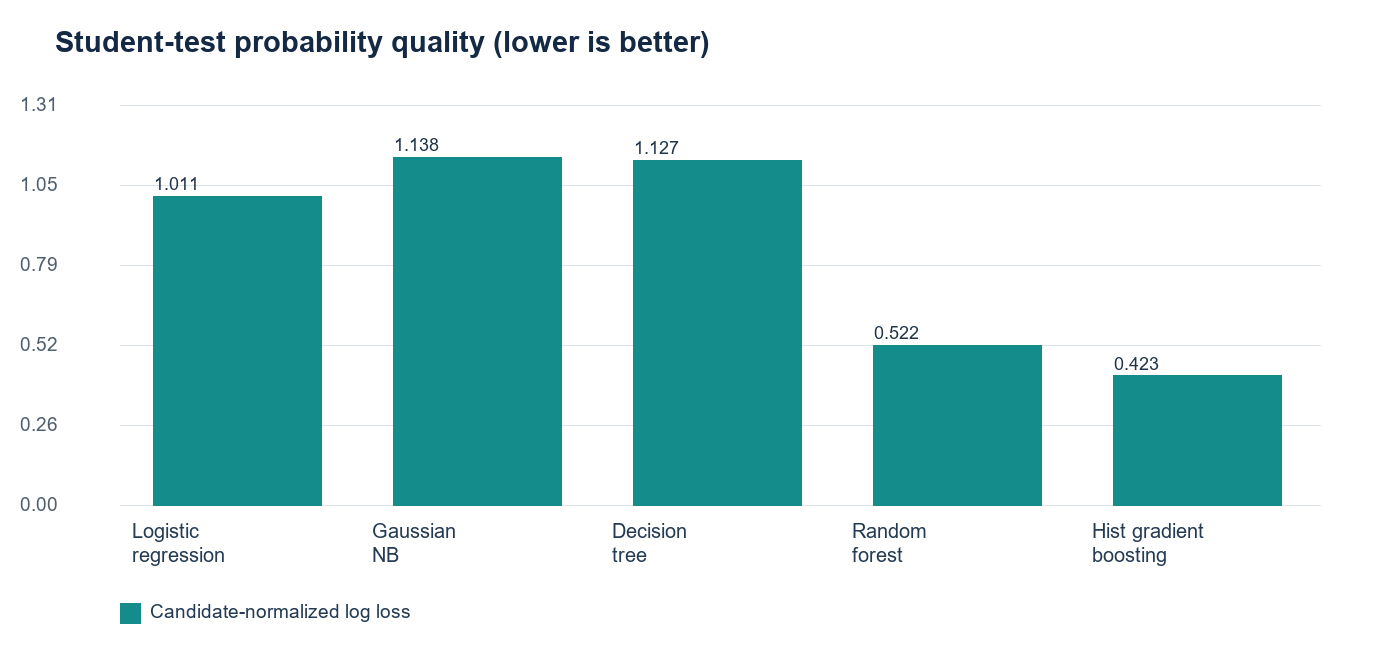 Student-test probability quality (lower is better)
1.31
1.138
1.127
1.05
1.011
0.79
0.52
0.522
0.423
0.26
0.00
Logistic
regression
Gaussian
NB
Decision
tree
Random
forest
Hist gradient
boosting
Candidate-normalized log loss